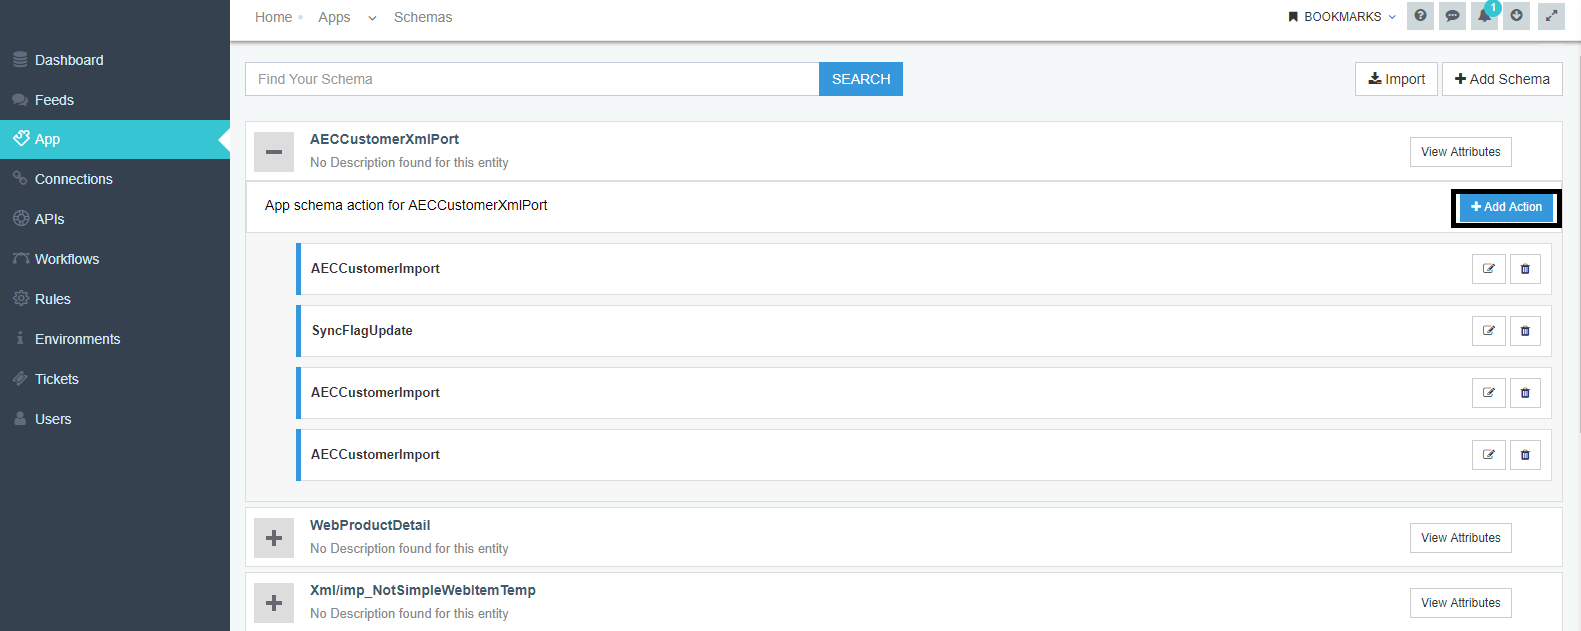 Home Apps Schemas
BOOKMARKS
1
Dashboard
Feeds
App
Connections
APIs
Workflows
Rules
Environments
Tickets
Users
Find Your Schema
SEARCH
Import
Add Schema
AECCustomerXmlPort
No Description found for this entity
View Attributes
App schema action for AECCustomerXmlPort
Add Action
AECCustomerImport
SyncFlagUpdate
AECCustomerImport
AECCustomerImport
WebProductDetail
No Description found for this entity
View Attributes
Xml/imp_NotSimpleWebItemTemp
No Description found for this entity
View Attributes